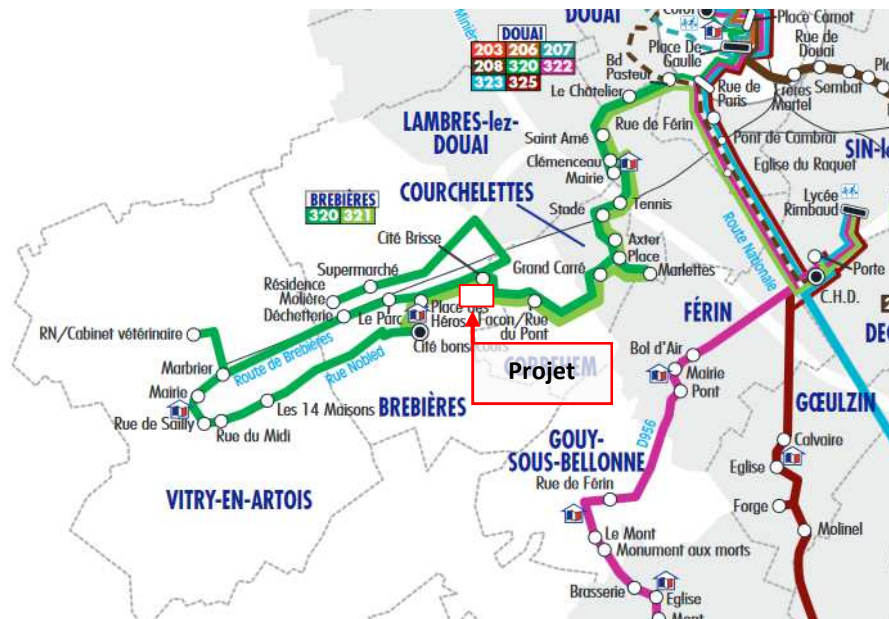 DOUAI
Place Carnot
Place De
Gaulle
Rue de
Douai
DOUAI
203 206 207
208 320 322
323 325
Bd
Pasteur
Le Châtelier
Rue de
Paris
Frères
Martel
Sembat
LAMBRES-lez-
DOUAI
Saint Amé
Rue de Férin
Pont de Cambrai
Clémenceau
Mairie
Eglise du Raquet
COURCHELETTES
Lycée
Rimbaud
BREBIÈRES
320 321
Tennis
Stade
Route Nationale
Cité Brisse
Axter
Place
Porte
Supermarché
Grand Carré
Marlettes
C.H.D.
Résidence
Molière
Déchetterie
Le Parc
Place des
Héros
Façon/Rue
du Pont
FÉRIN
RN/Cabinet vétérinaire
Cité bons
Projet
Bol d'Air
Marbrier
Route de Brebières
Rue Nobled
Mairie
Pont
Mairie
Les 14 Maisons
BREBIÈRES
GŒULZIN
Rue de Sailly
Rue du Midi
D956
Calvaire
GOUY-
SOUS-BELLONNE
Eglise
VITRY-EN-ARTOIS
Rue de Férin
Forge
Molinel
Le Mont
Monument aux morts
Brasserie
Eglise
Mont